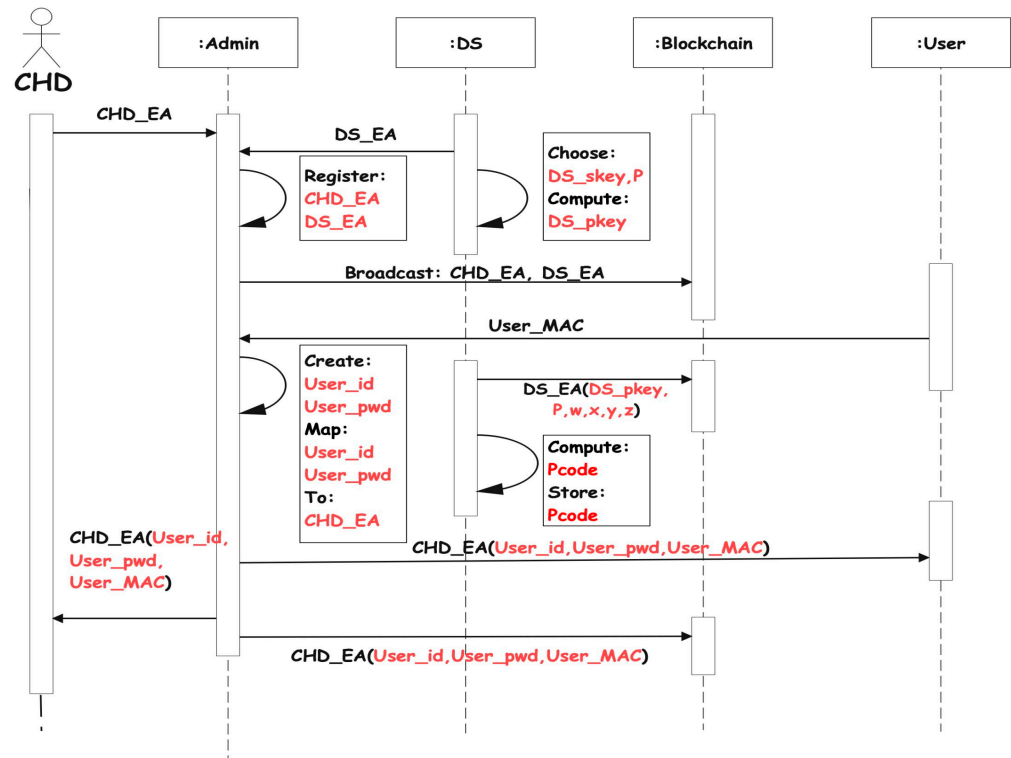 :Admin
:DS
:Blockchain
:User
CHD
CHD_EA
DS_EA
Choose:
DS_skey,P
Compute:
DS_pkey
Register:
CHD_EA
DS_EA
Broadcast: CHD_EA, DS_EA
User_MAC
Create:
User_id
User_pwd
Map:
User_id
User_pwd
To:
CHD_EA
DS_EA(DS_pkey,
P,w,x,y,z)
Compute:
Pcode
Store:
Pcode
CHD_EA(User_id,
User_pwd,
User_MAC)
CHD_EA(User_id,User_pwd,User_MAC)
CHD_EA(User_id,User_pwd,User_MAC)